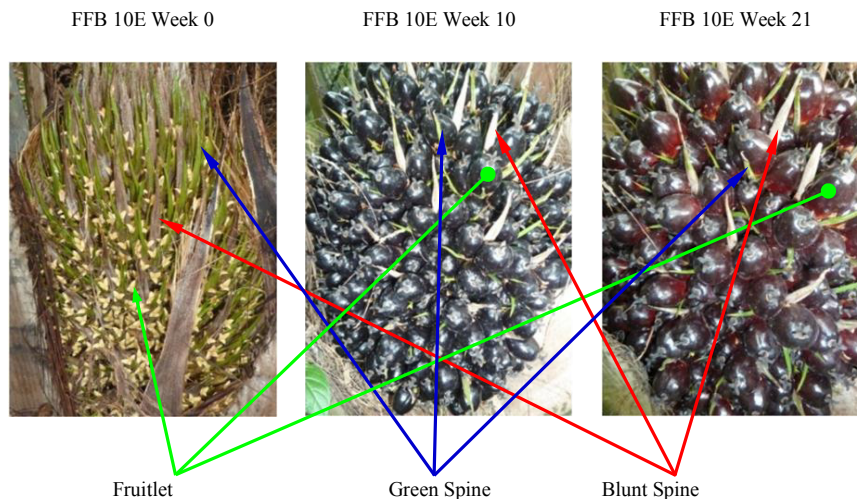 FFB 10E Week 0
FFB 10E Week 10
FFB 10E Week 21
Fruitlet
Green Spine
Blunt Spine